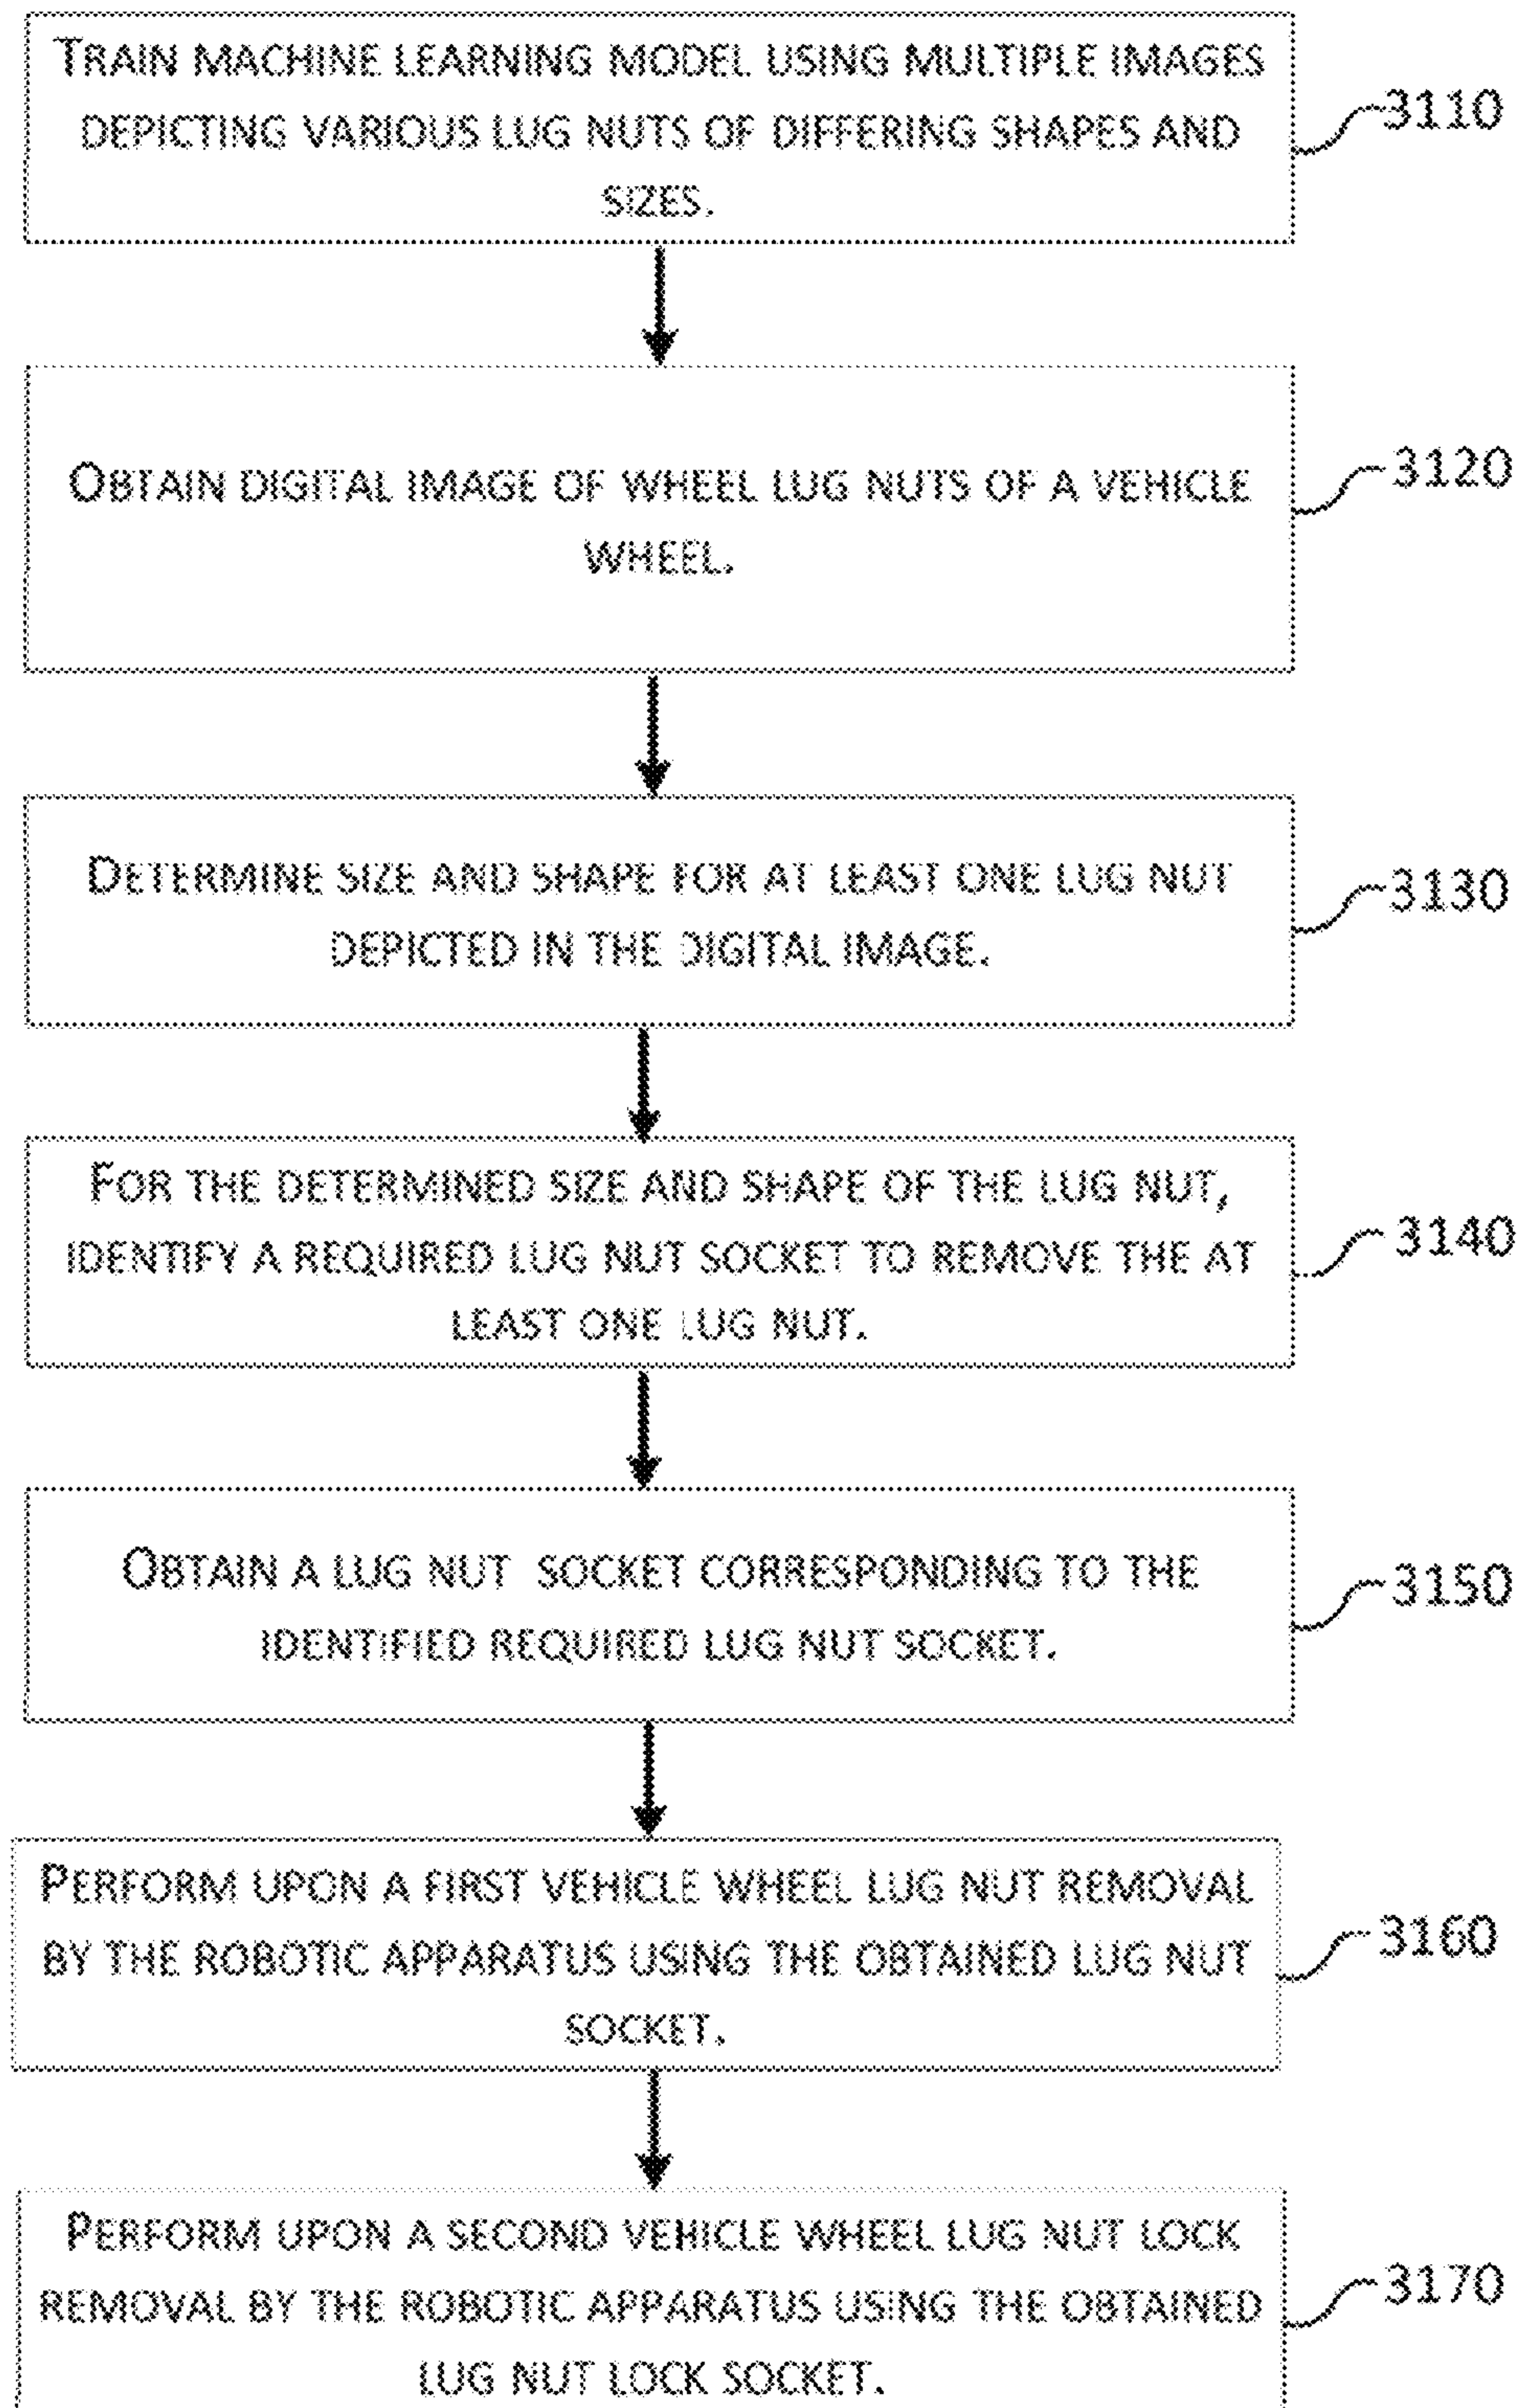 TRAIN MACHINE LEARNING MODEL USING MULTIPLE IMAGES
DEPICTING VARIOUS LUG NUTS OF DIFFERING SHAPES AND
SIZES.
3110
OBTAIN DIGITAL IMAGE OF WHEEL LUG NUTS OF A VEHICLE
WHEEL.
3120
DETERMINE SIZE AND SHAPE FOR AT LEAST ONE LUG NUT
DEPICTED IN THE DIGITAL IMAGE.
3130
FOR THE DETERMINED SIZE AND SHAPE OF THE LUG NUT,
IDENTIFY A REQUIRED LUG NUT SOCKET TO REMOVE THE AT
LEAST ONE LUG NUT.
3140
OBTAIN A LUG NUT SOCKET CORRESPONDING TO THE
IDENTIFIED REQUIRED LUG NUT SOCKET.
3150
PERFORM UPON A FIRST VEHICLE WHEEL LUG NUT REMOVAL
BY THE ROBOTIC APPARATUS USING THE OBTAINED LUG NUT
SOCKET.
3160
PERFORM UPON A SECOND VEHICLE WHEEL LUG NUT LOCK
REMOVAL BY THE ROBOTIC APPARATUS USING THE OBTAINED
LUG NUT LOCK SOCKET.
3170